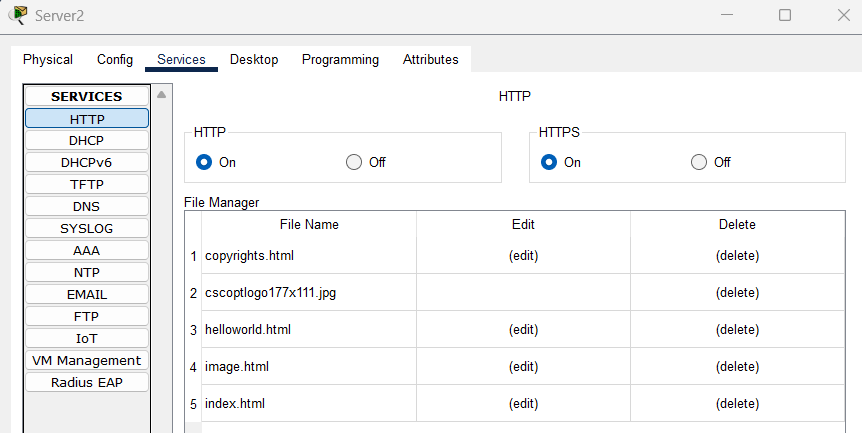 Server2
Physical Config Services Desktop Programming Attributes
SERVICES
HTTP
DHCP
DHCPv6
TFTP
DNS
SYSLOG
AAA
NTP
EMAIL
FTP
IoT
VM Management
Radius EAP
HTTP
HTTP
On Off
HTTPS
On Off
File Manager
File Name Edit Delete
1 copyrights.html (edit) (delete)
2 cscoptlogo177x111.jpg (delete)
3 helloworld.html (edit) (delete)
4 image.html (edit) (delete)
5 index.html (edit) (delete)